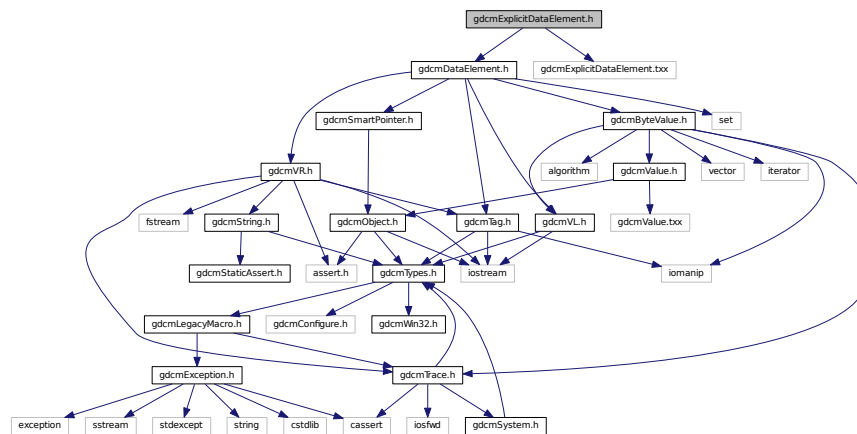 gdcmExplicitDataElement.h
gdcmDataElement.h
gdcmExplicitDataElement.txx
gdcmSmartPointer.h
gdcmByteValue.h
set
gdcmVR.h
algorithm
gdcmValue.h
vector
iterator
fstream
gdcmString.h
gdcmObject.h
gdcmTag.h
gdcmVL.h
gdcmValue.txx
gdcmStaticAssert.h
assert.h
gdcmTypes.h
iostream
iomanip
gdcmLegacyMacro.h
gdcmConfigure.h
gdcmWin32.h
gdcmException.h
gdcmTrace.h
exception
sstream
stdexcept
string
cstdlib
cassert
iosfwd
gdcmSystem.h